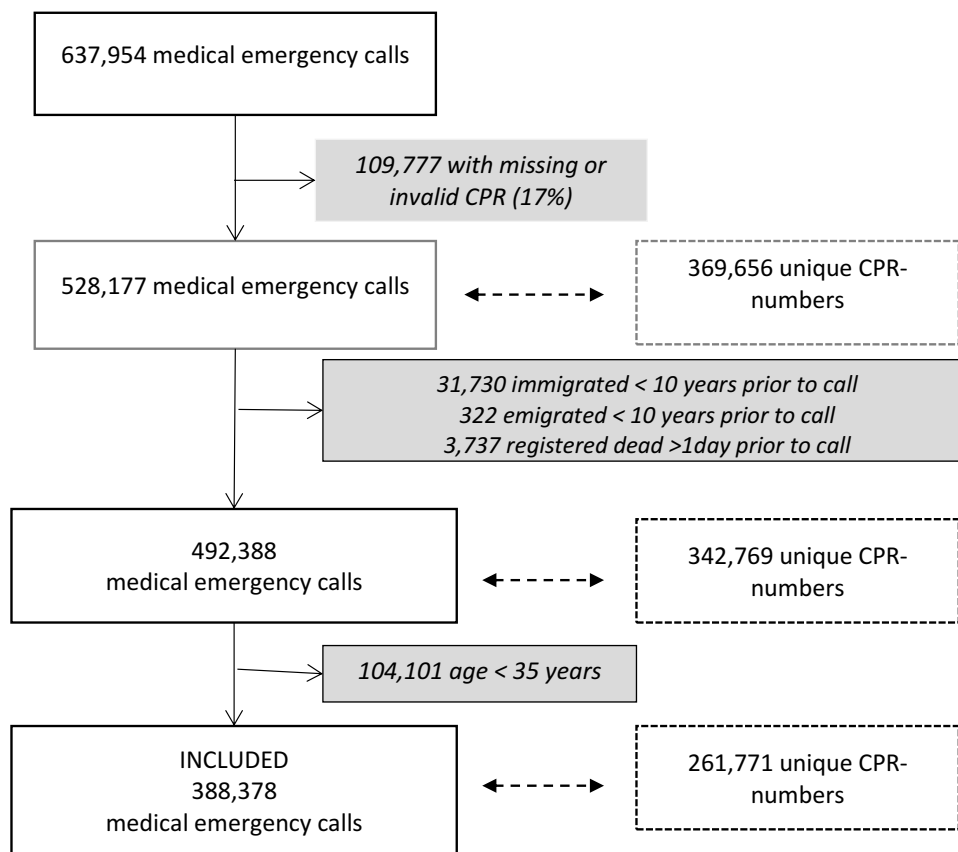 637,954 medical emergency calls
109,777 with missing or
invalid CPR (17%)
528,177 medical emergency calls
369,656 unique CPR-
numbers
31,730 immigrated < 10 years prior to call
322 emigrated < 10 years prior to call
3,737 registered dead >1day prior to call
492,388
medical emergency calls
342,769 unique CPR-
numbers
104,101 age < 35 years
INCLUDED
388,378
medical emergency calls
261,771 unique CPR-
numbers